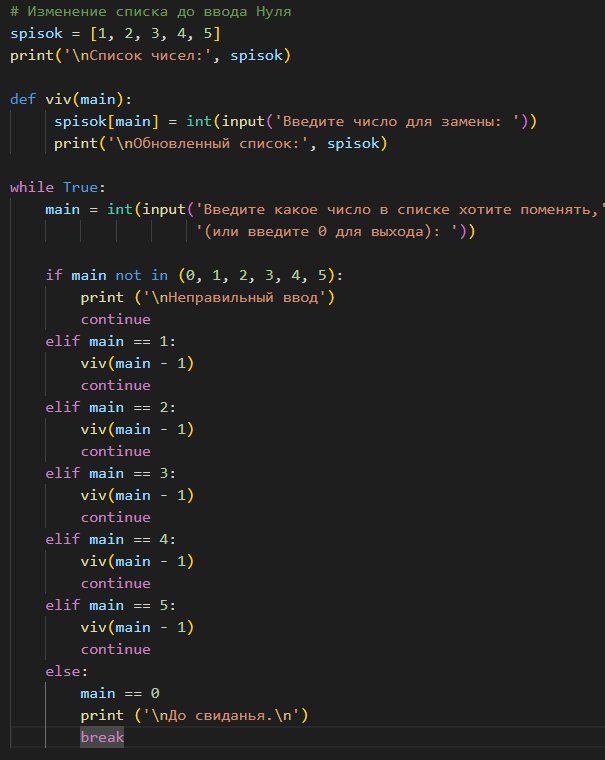 # Изменение списка до ввода Нуля
spisok = [1, 2, 3, 4, 5]
print('\nСписок чисел:', spisok)

def viv(main):
     spisok[main] = int(input('Введите число для замены: '))
     print('\nОбновленный список:', spisok)

while True:
    main = int(input('Введите какое число в списке хотите поменять,'
                     '(или введите 0 для выхода): '))

    if main not in (0, 1, 2, 3, 4, 5):
        print ('\nНеправильный ввод')
        continue
    elif main == 1:
        viv(main - 1)
        continue
    elif main == 2:
        viv(main - 1)
        continue
    elif main == 3:
        viv(main - 1)
        continue
    elif main == 4:
        viv(main - 1)
        continue
    elif main == 5:
        viv(main - 1)
        continue
    else:
        main == 0
        print ('\nДо свиданья.\n')
        break